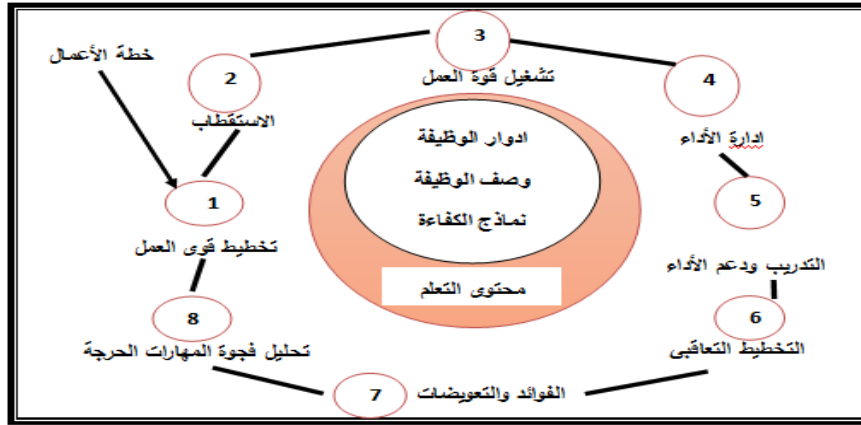 خطة الأعمال
1
تخطيط قوى العمل
2
الاستقطاب
3
تشغيل قوة العمل
4
ادارة الأداء
5
التدريب ودعم الأداء
6
التخطيط التعاقبى
7
الفوائد والتعويضات
8
تحليل فجوة المهارات الحرجة
ادوار الوظيفة
وصف الوظيفة
نماذج الكفاءة
محتوى التعلم